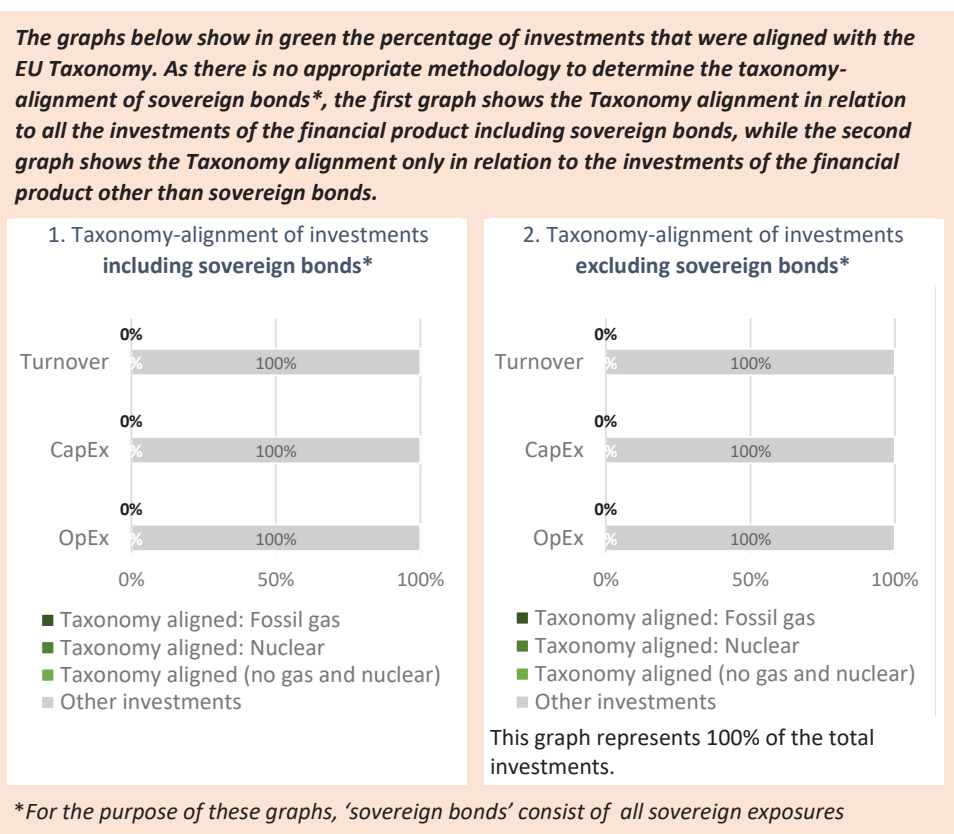 The graphs below show in green the percentage of investments that were aligned with the
EU Taxonomy. As there is no appropriate methodology to determine the taxonomy-
alignment of sovereign bonds*, the first graph shows the Taxonomy alignment in relation
to all the investments of the financial product including sovereign bonds, while the second
graph shows the Taxonomy alignment only in relation to the investments of the financial
product other than sovereign bonds.
1. Taxonomy-alignment of investments
including sovereign bonds*
0%
Turnover % 100%
0%
CapEx % 100%
0%
OpEx % 100%
0% 50% 100%
Taxonomy aligned: Fossil gas
Taxonomy aligned: Nuclear
Taxonomy aligned (no gas and nuclear)
Other investments
2. Taxonomy-alignment of investments
excluding sovereign bonds*
0%
Turnover % 100%
0%
CapEx % 100%
0%
OpEx % 100%
0% 50% 100%
Taxonomy aligned: Fossil gas
Taxonomy aligned: Nuclear
Taxonomy aligned (no gas and nuclear)
Other investments
This graph represents 100% of the total
investments.
*For the purpose of these graphs, ‘sovereign bonds’ consist of all sovereign exposures